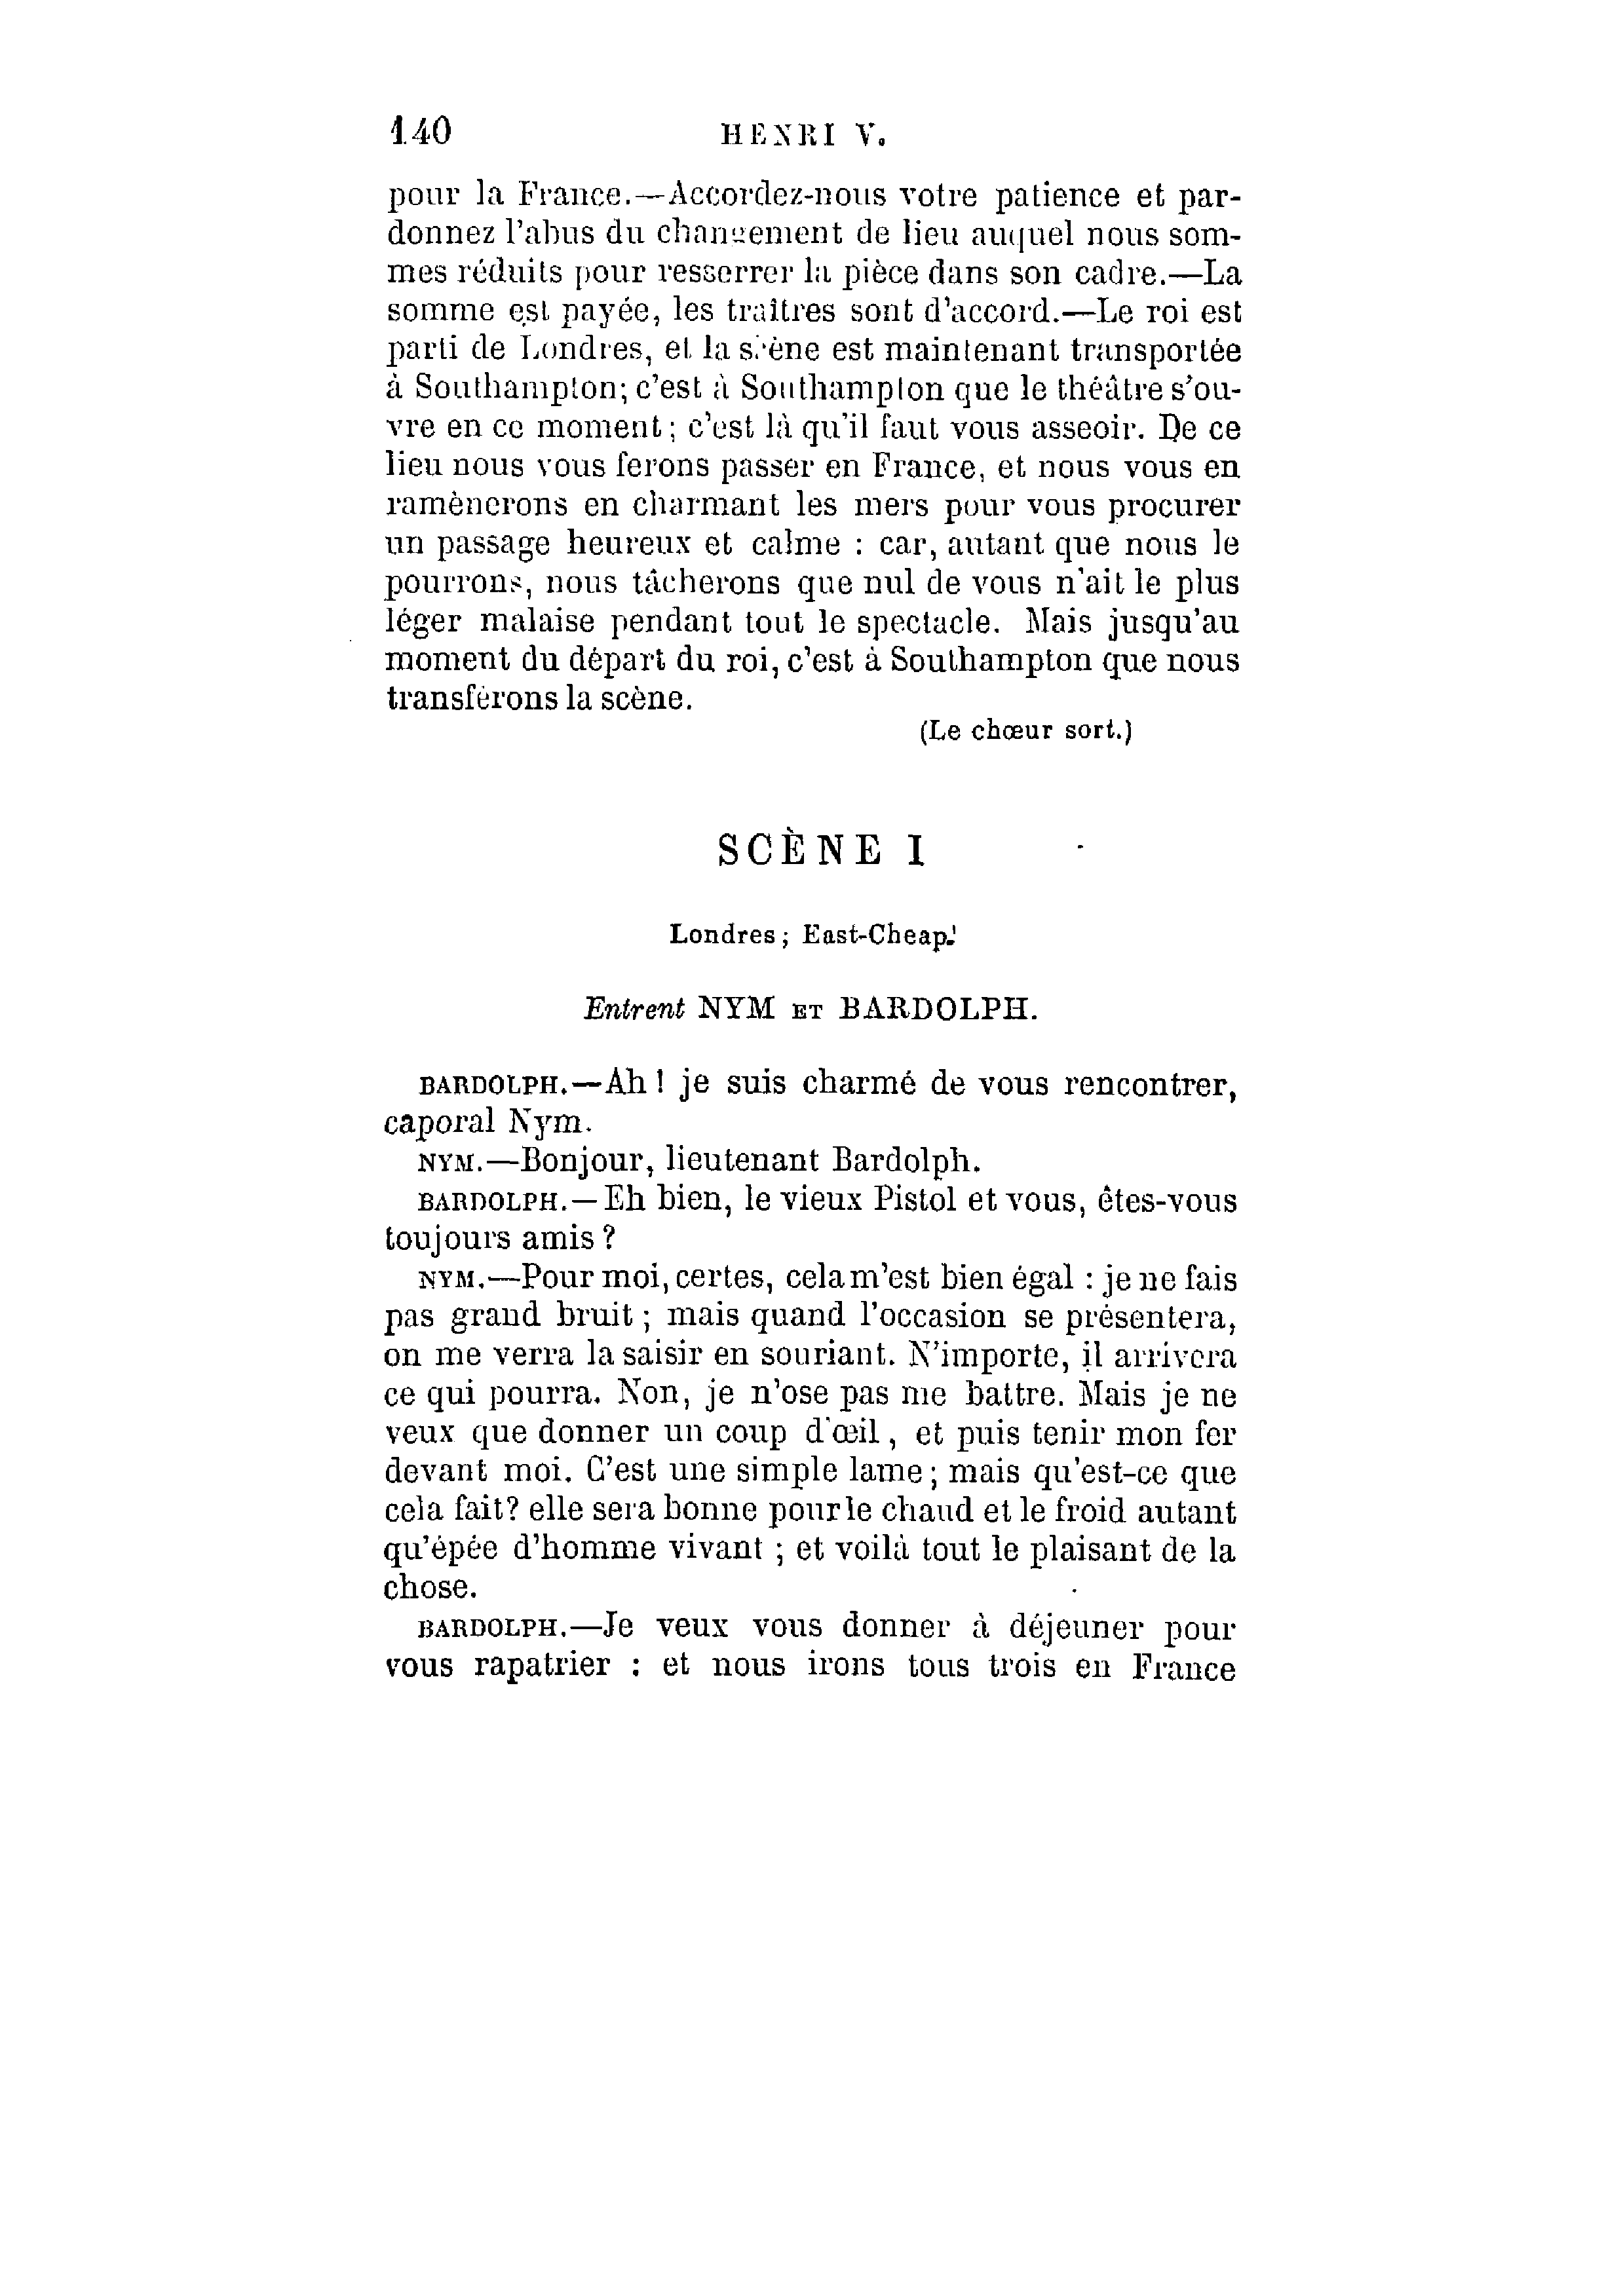 140 HENRI V.
pour la France.—Accordez-nous votre patience et par-
donnez l'abus du changement de lieu auquel nous som-
mes réduits pour resserrer la pièce dans son cadre.—La
somme est payée, les traîtres sont d'accord.—Le roi est
parti de Londres, et la scène est maintenant transportée
à Southampton; c'est à Southampton que le théâtre s'ou-
vre en ce moment; c'est là qu'il faut vous asseoir. De ce
lieu nous vous ferons passer en France, et nous vous en
ramènerons en charmant les mers pour vous procurer
un passage heureux et calme : car, autant que nous le
pourrons, nous tâcherons que nul de vous n'ait le plus
léger malaise pendant tout le spectacle. Mais jusqu'au
moment du départ du roi, c'est à Southampton que nous
transférons la scène.
(Le chœur sort.)
SCÈNE I
Londres; East-Cheap.
Entrent NYM ET BARDOLPH.
BARDOLPH.—Ah! je suis charmé de vous rencontrer,
caporal Nym.
NYM.—Bonjour, lieutenant Bardolph.
BARDOLPH.—Eh bien, le vieux Pistol et vous, êtes-vous
toujours amis?
NYM.—Pour moi, certes, cela m'est bien égal : je ne fais
pas grand bruit; mais quand l'occasion se présentera,
on me verra la saisir en souriant. N'importe, il arrivera
ce qui pourra. Non, je n'ose pas me battre. Mais je ne
veux que donner un coup d'œil, et puis tenir mon fer
devant moi. C'est une simple lame; mais qu'est-ce que
cela fait? elle sera bonne pour le chaud et le froid autant
qu'épée d'homme vivant; et voilà tout le plaisant de la
chose.
BARDOLPH.—Je veux vous donner à déjeuner pour
vous rapatrier : et nous irons tous trois en France